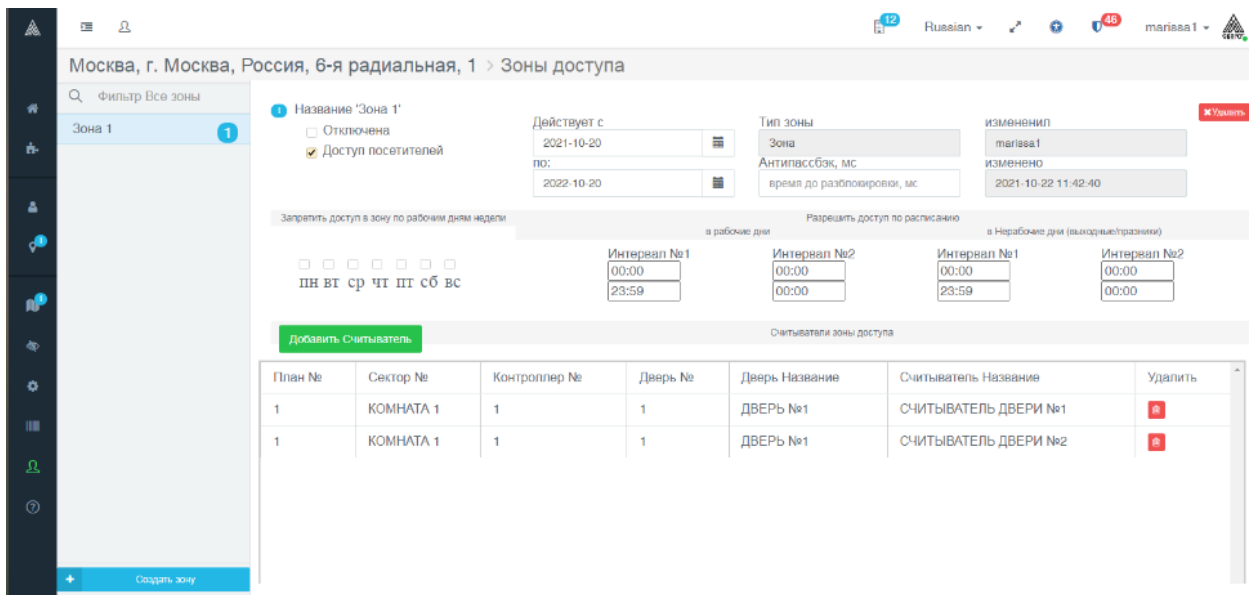 12
Russian
46
marissa1
Москва, г. Москва, Россия, 6-я радиальная, 1 > Зоны доступа
Фильтр Все зоны
Зона 1
1
1
1
Создать зону
Название 'Зона 1'
Отключена
Доступ посетителей
Действует с
2021-10-20
по:
2022-10-20
Тип зоны
Зона
Антипассбэк, мс
время до разблокировки, мс
измененил
marissa1
изменено
2021-10-22 11:42:40
Удалить
Запретить доступ в зону по рабочим дням недели
Разрешить доступ по расписанию
в рабочие дни
в Нерабочие дни (выходные/празники)
пн вт ср чт пт сб вс
Интервал №1
00:00
23:59
Интервал №2
00:00
00:00
Интервал №1
00:00
23:59
Интервал №2
00:00
00:00
Добавить Считыватель
Считыватели зоны доступа
План № Сектор № Контроллер № Дверь № Дверь Название Считыватель Название Удалить
1 КОМНАТА 1 1 1 ДВЕРЬ №1 СЧИТЫВАТЕЛЬ ДВЕРИ №1
1 КОМНАТА 1 1 1 ДВЕРЬ №1 СЧИТЫВАТЕЛЬ ДВЕРИ №2